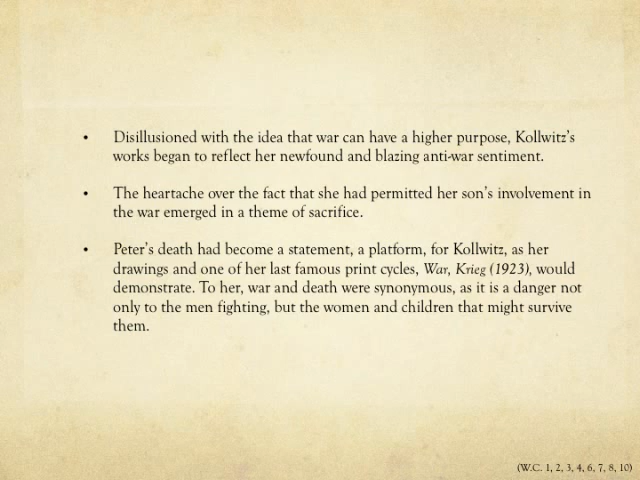 • Disillusioned with the idea that war can have a higher purpose, Kollwitz's
works began to reflect her newfound and blazing anti-war sentiment.
• The heartache over the fact that she had permitted her son's involvement in
the war emerged in a theme of sacrifice.
• Peter's death had become a statement, a platform, for Kollwitz, as her
drawings and one of her last famous print cycles, War, Krieg (1923), would
demonstrate. To her, war and death were synonymous, as it is a danger not
only to the men fighting, but the women and children that might survive
them.
(W.C. 1, 2, 3, 4, 6, 7, 8, 10)